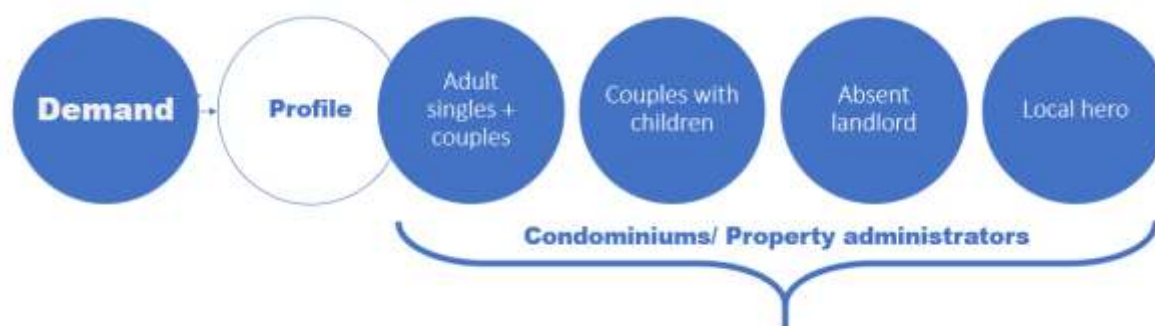 Demand
Profile
Adult
singles +
couples
Couples with
children
Absent
landlord
Local hero
Condominiums/ Property administrators